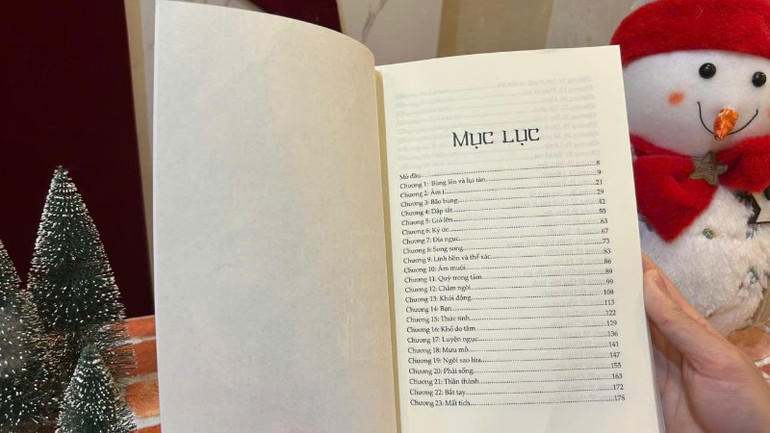 MỤC LỤC
Mở đầu......8
Chương 1: Bùng lên và lụi tàn......9
Chương 2: Âm ỉ......21
Chương 3: Bão bùng......29
Chương 4: Dập tắt......42
Chương 5: Gió lên......55
Chương 6: Ký ức......63
Chương 7: Địa ngục......67
Chương 8: Song song......73
Chương 9: Linh hồn và thể xác......83
Chương 10: Ám muội......86
Chương 11: Quỷ trong tâm......89
Chương 12: Châm ngòi......99
Chương 13: Khởi động......108
Chương 14: Bạn......113
Chương 15: Thức tỉnh......122
Chương 16: Khổ do tâm......129
Chương 17: Luyện ngục......136
Chương 18: Mưu mô......141
Chương 19: Ngôi sao lửa......147
Chương 20: Phải sống......155
Chương 21: Thần thánh......163
Chương 22: Bắt tay......172
Chương 23: Mất tích......178